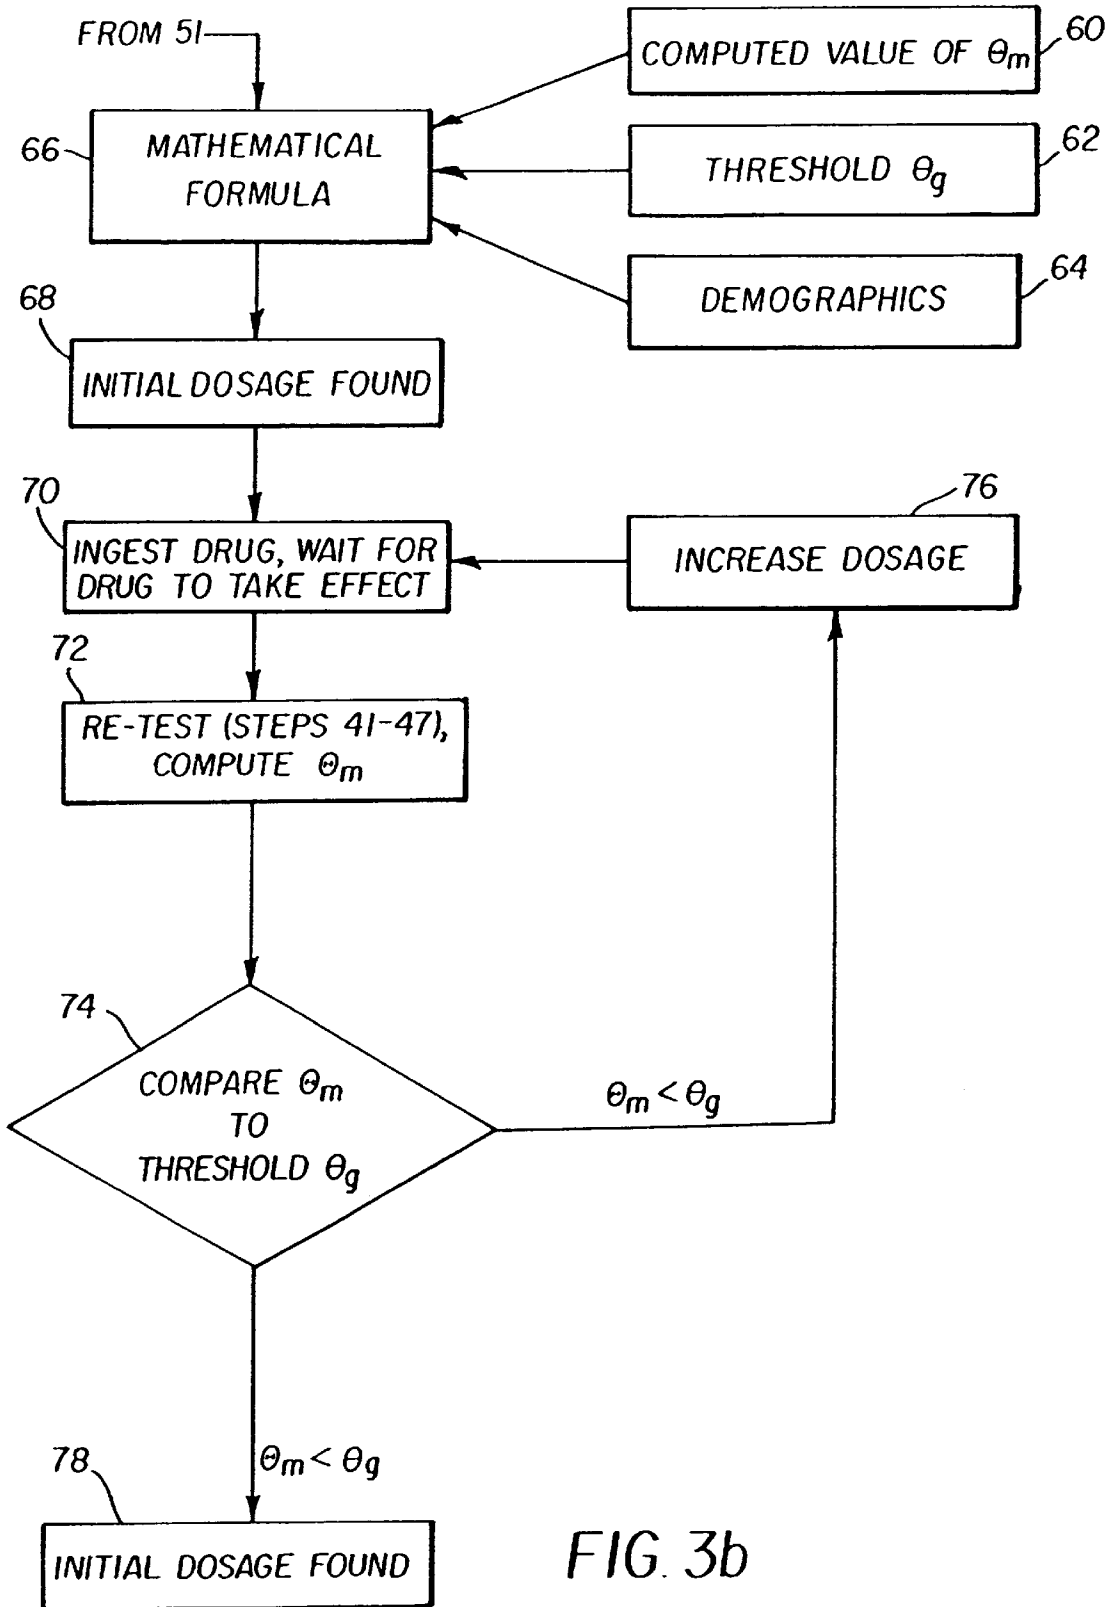 FROM 51
60
COMPUTED VALUE OF Θm
66
MATHEMATICAL
FORMULA
62
THRESHOLD Θg
64
DEMOGRAPHICS
68
INITIAL DOSAGE FOUND
70
INGEST DRUG, WAIT FOR
DRUG TO TAKE EFFECT
76
INCREASE DOSAGE
72
RE-TEST (STEPS 41-47),
COMPUTE Θm
74
COMPARE Θm
TO
THRESHOLD Θg
Θm < Θg
Θm < Θg
78
INITIAL DOSAGE FOUND
FIG. 3b